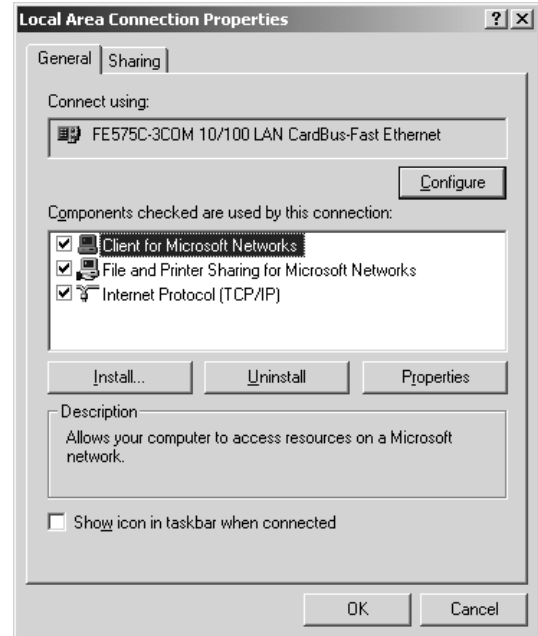 Local Area Connection Properties
General Sharing
Connect using:
FE575C-3COM 10/100 LAN CardBus-Fast Ethernet
Configure
Components checked are used by this connection:
Client for Microsoft Networks
File and Printer Sharing for Microsoft Networks
Internet Protocol (TCP/IP)
Install... Uninstall Properties
Description
Allows your computer to access resources on a Microsoft
network.
Show icon in taskbar when connected
OK Cancel